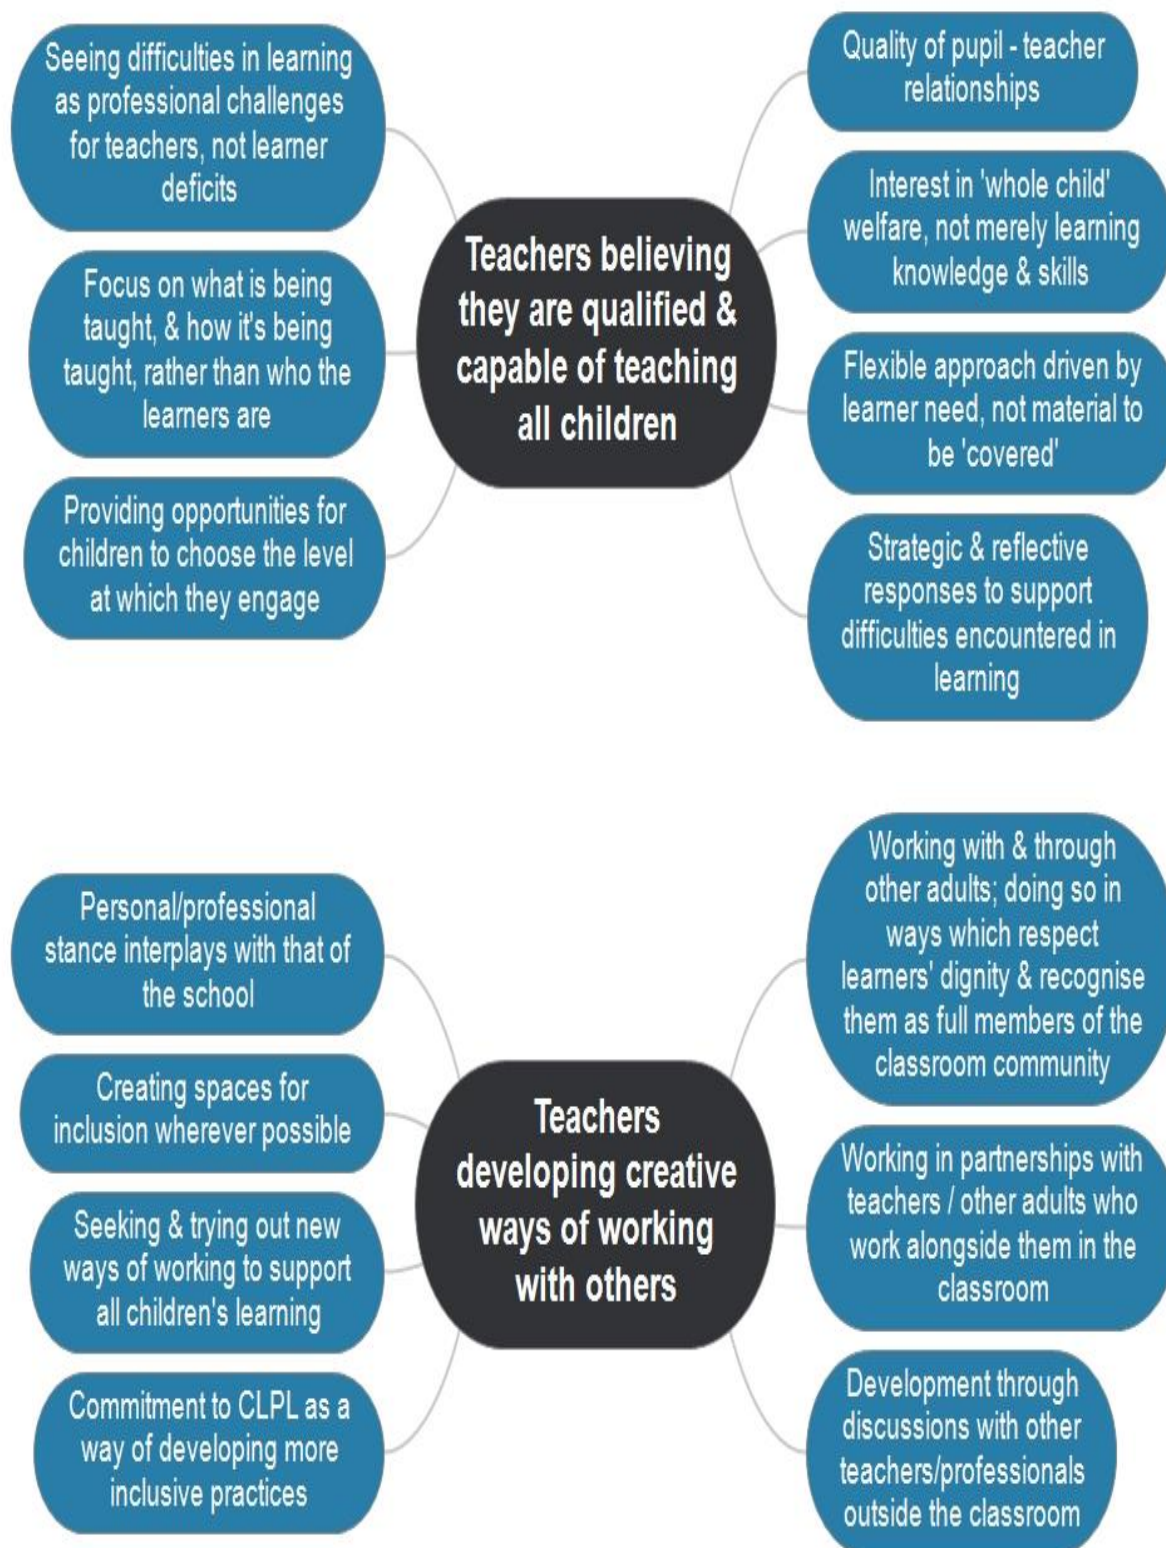 Seeing difficulties in learning
as professional challenges
for teachers, not learner
deficits
Focus on what is being
taught, & how it's being
taught, rather than who the
learners are
Providing opportunities for
children to choose the level
at which they engage
Teachers believing
they are qualified &
capable of teaching
all children
Quality of pupil - teacher
relationships
Interest in 'whole child'
welfare, not merely learning
knowledge & skills
Flexible approach driven by
learner need, not material to
be 'covered'
Strategic & reflective
responses to support
difficulties encountered in
learning
Personal/professional
stance interplays with that of
the school
Creating spaces for
inclusion wherever possible
Seeking & trying out new
ways of working to support
all children's learning
Commitment to CLPL as a
way of developing more
inclusive practices
Teachers
developing creative
ways of working
with others
Working with & through
other adults; doing so in
ways which respect
learners' dignity & recognise
them as full members of the
classroom community
Working in partnerships with
teachers / other adults who
work alongside them in the
classroom
Development through
discussions with other
teachers/professionals
outside the classroom